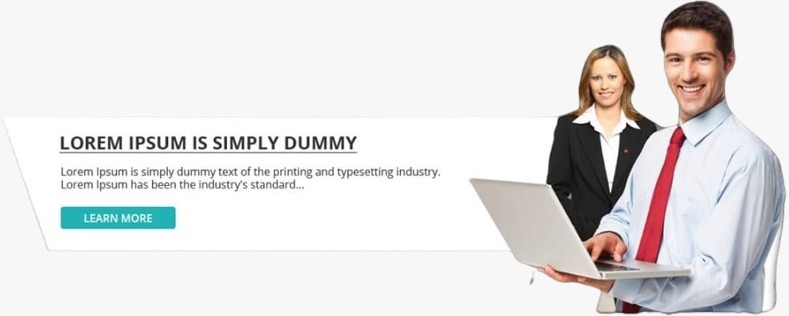 LOREM IPSUM IS SIMPLY DUMMY
Lorem Ipsum is simply dummy text of the printing and typesetting industry.
Lorem Ipsum has been the industry's standard...
LEARN MORE